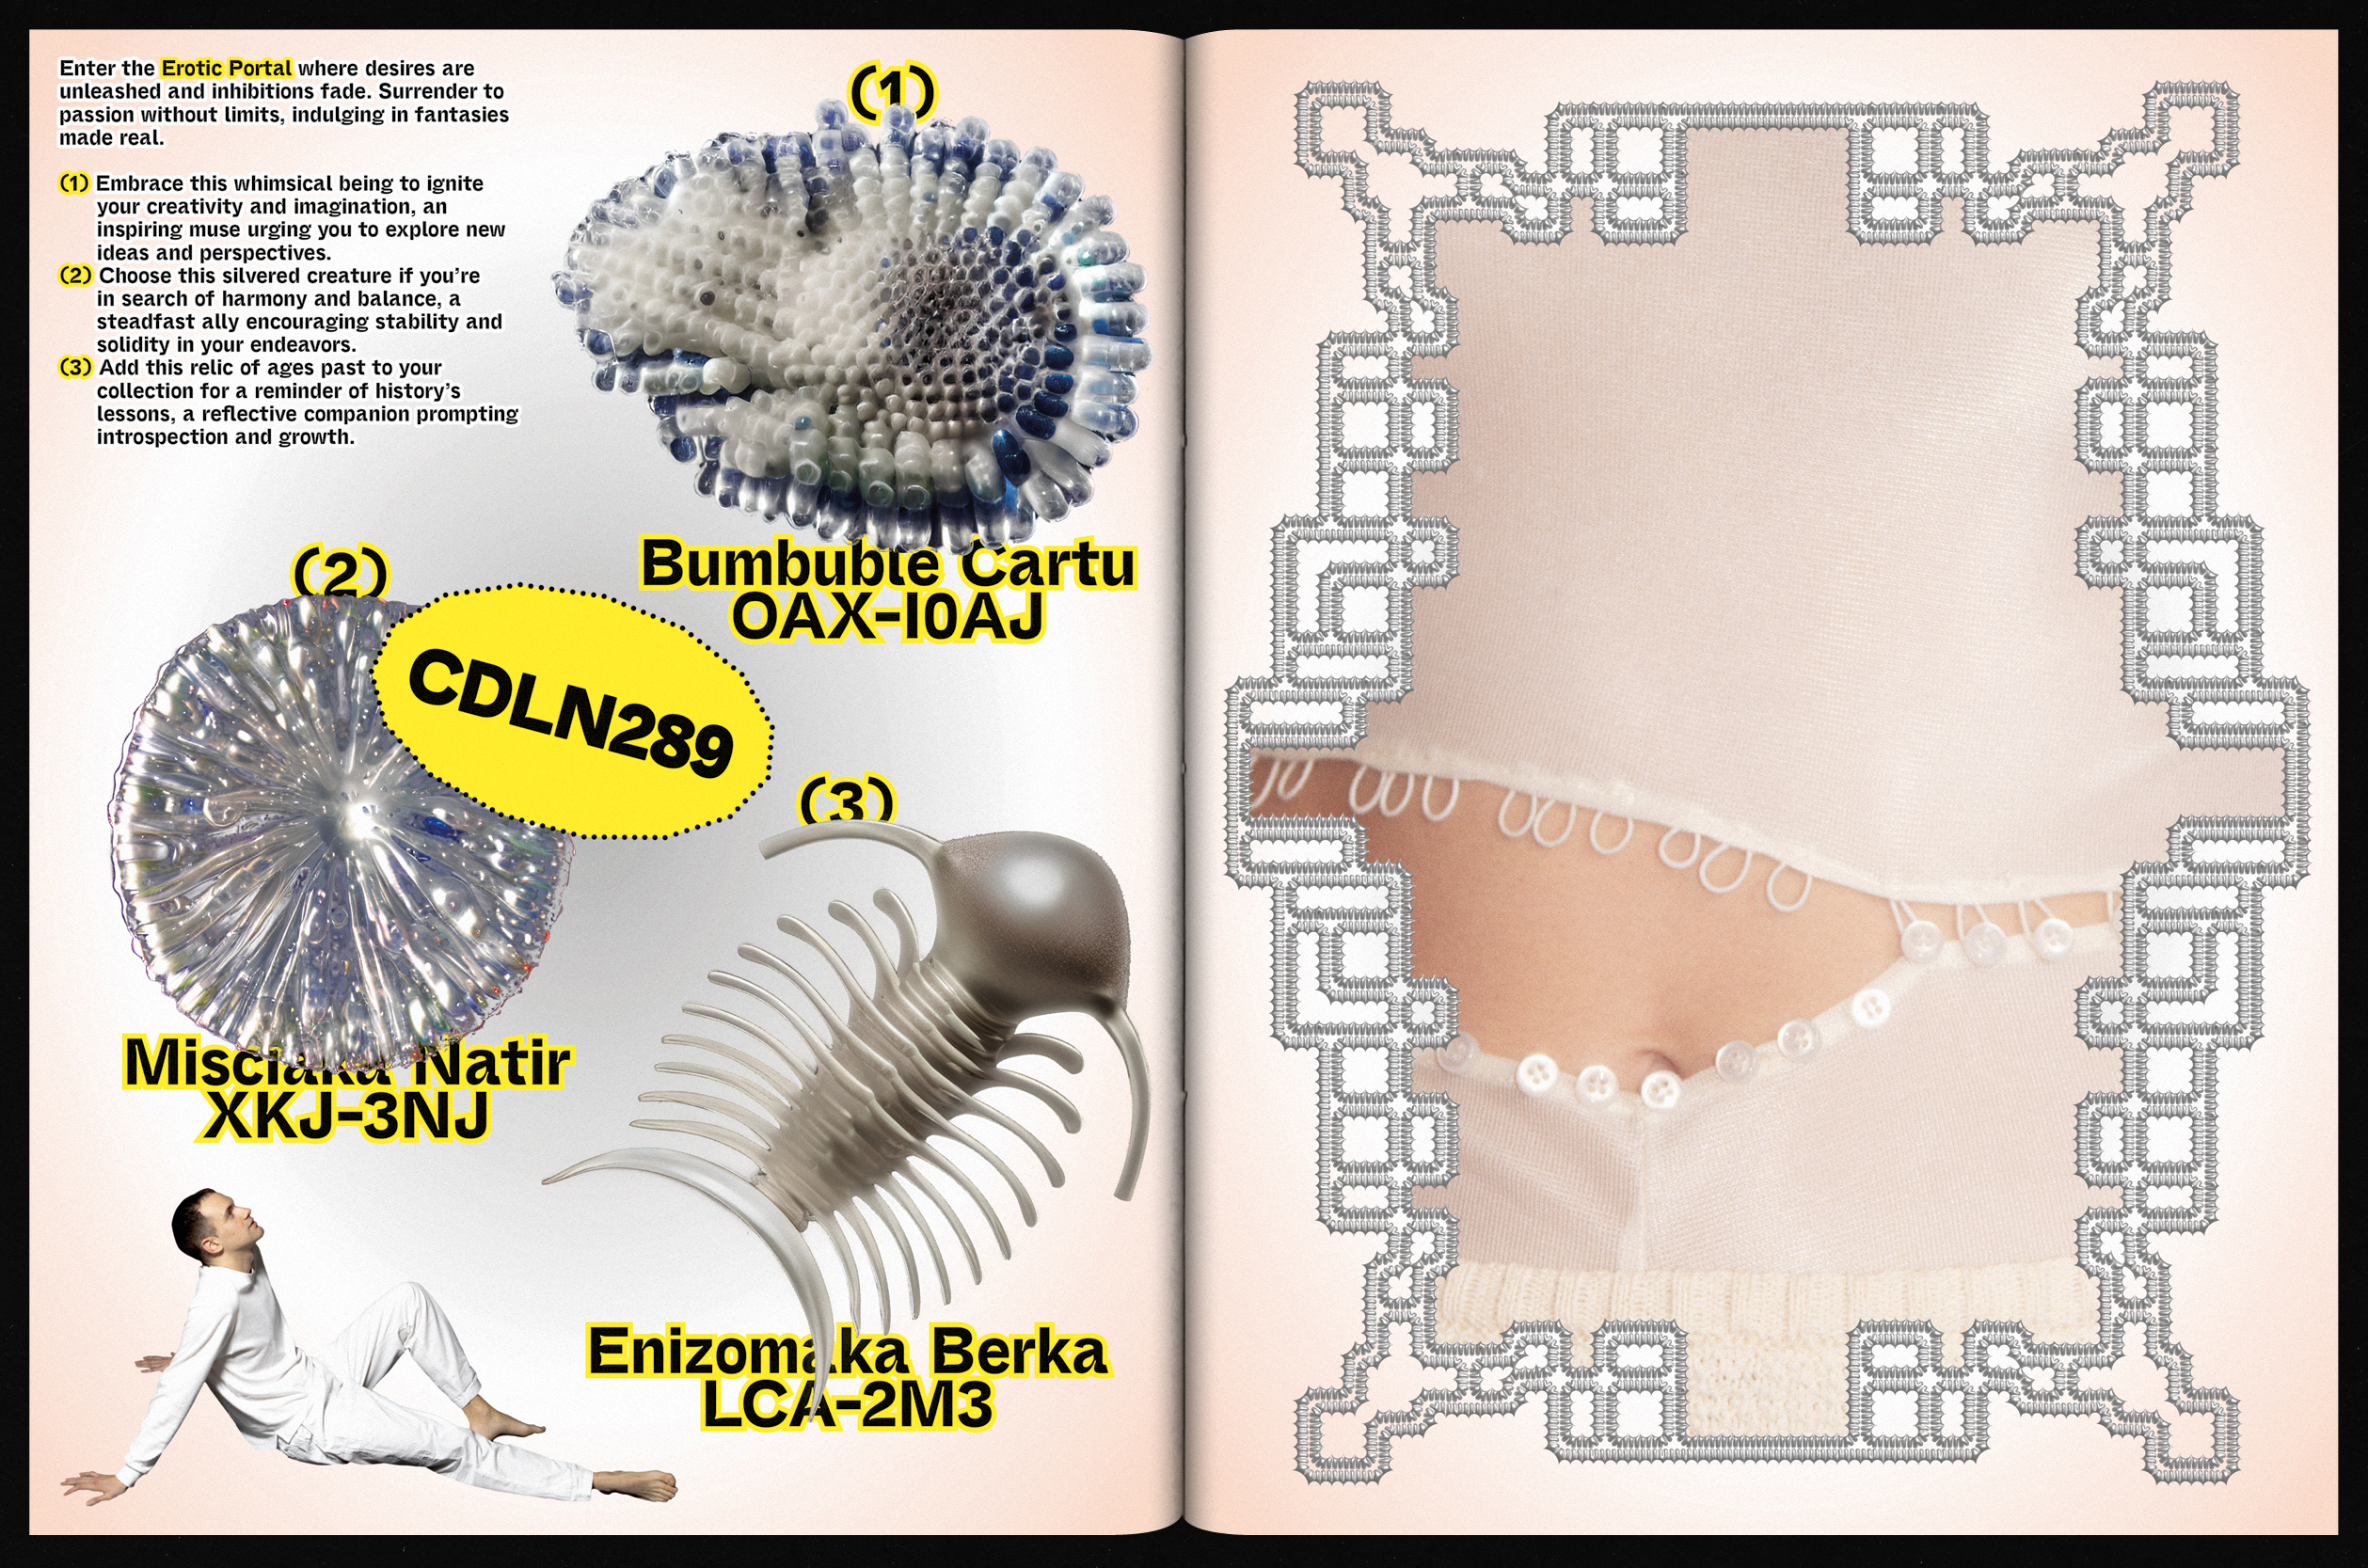 Enter the Erotic Portal where desires are
unleashed and inhibitions fade. Surrender to
passion without limits, indulging in fantasies
made real.
(1) Embrace this whimsical being to ignite
your creativity and imagination, an
inspiring muse urging you to explore new
ideas and perspectives.
(2) Choose this silvered creature if you’re
in search of harmony and balance, a
steadfast ally encouraging stability and
solidity in your endeavors.
(3) Add this relic of ages past to your
collection for a reminder of history’s
lessons, a reflective companion prompting
introspection and growth.
(1)
Bumbuble Cartu
OAX-I0AJ
(2)
CDLN289
Misciaka Natir
XKJ-3NJ
(3)
Enizomaka Berka
LCA-2M3